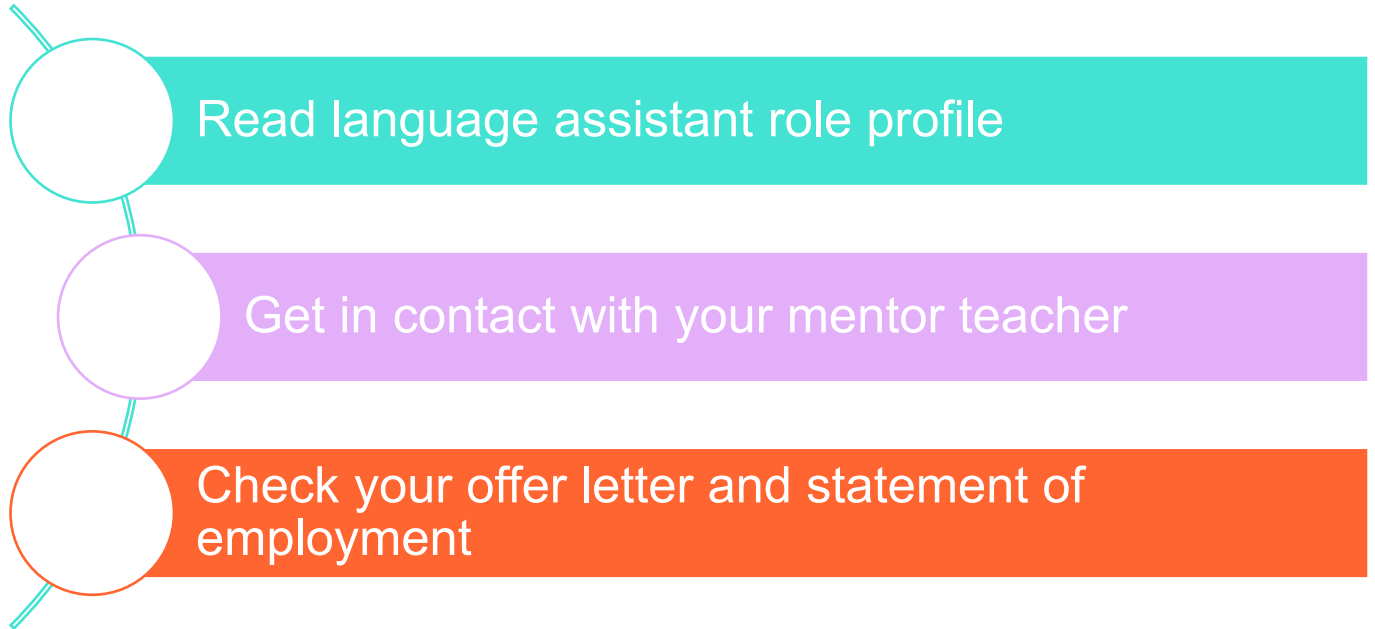 Read language assistant role profile
Get in contact with your mentor teacher
Check your offer letter and statement of
employment